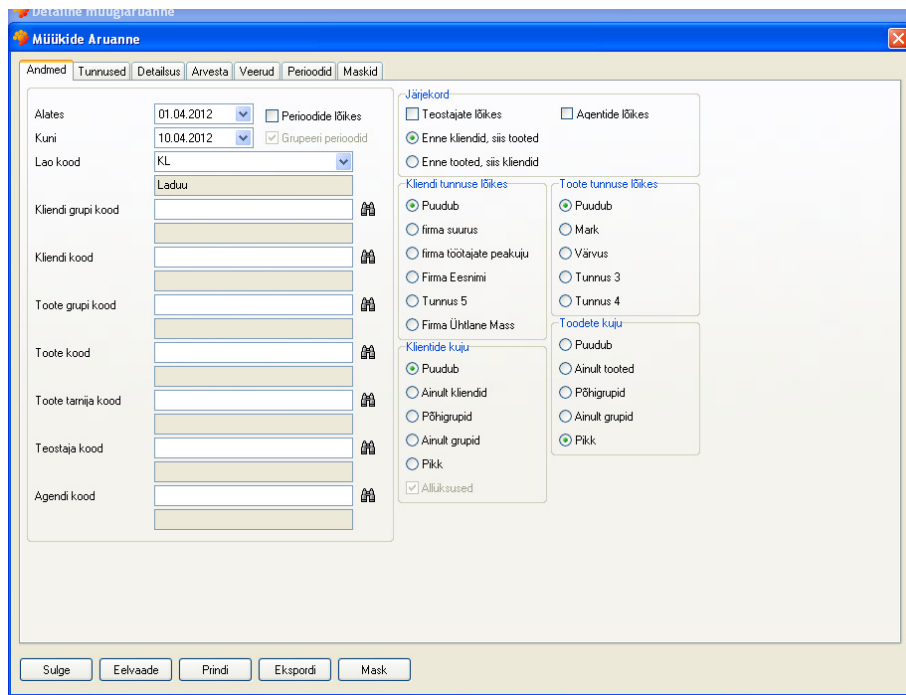 Detailne müügiaruanne
Müükide Aruanne
Andmed Tunnused Detailsus Arvesta Veerud Perioodid Maskid
Alates 01.04.2012 Perioodide lõikes
Kuni 10.04.2012 Grupeeri perioodid
Lao kood KL
Laduu
Kliendi grupi kood
Kliendi kood
Toote grupi kood
Toote kood
Toote tarnija kood
Teostaja kood
Agendi kood
Järjekord
Teostajate lõikes Agentide lõikes
Enne kliendid, siis tooted
Enne tooted, siis kliendid
Kliendi tunnuse lõikes
Puudub
firma suurus
firma töötajate peakuju
Firma Eesnimi
Tunnus 5
Firma Ühtlane Mass
Toote tunnuse lõikes
Puudub
Mark
Värvus
Tunnus 3
Tunnus 4
Klientide kuju
Puudub
Ainult kliendid
Põhigrupid
Ainult grupid
Pikk
Allüksused
Toodete kuju
Puudub
Ainult tooted
Põhigrupid
Ainult grupid
Pikk
Sulge Eelvaade Prindi Ekspordi Mask